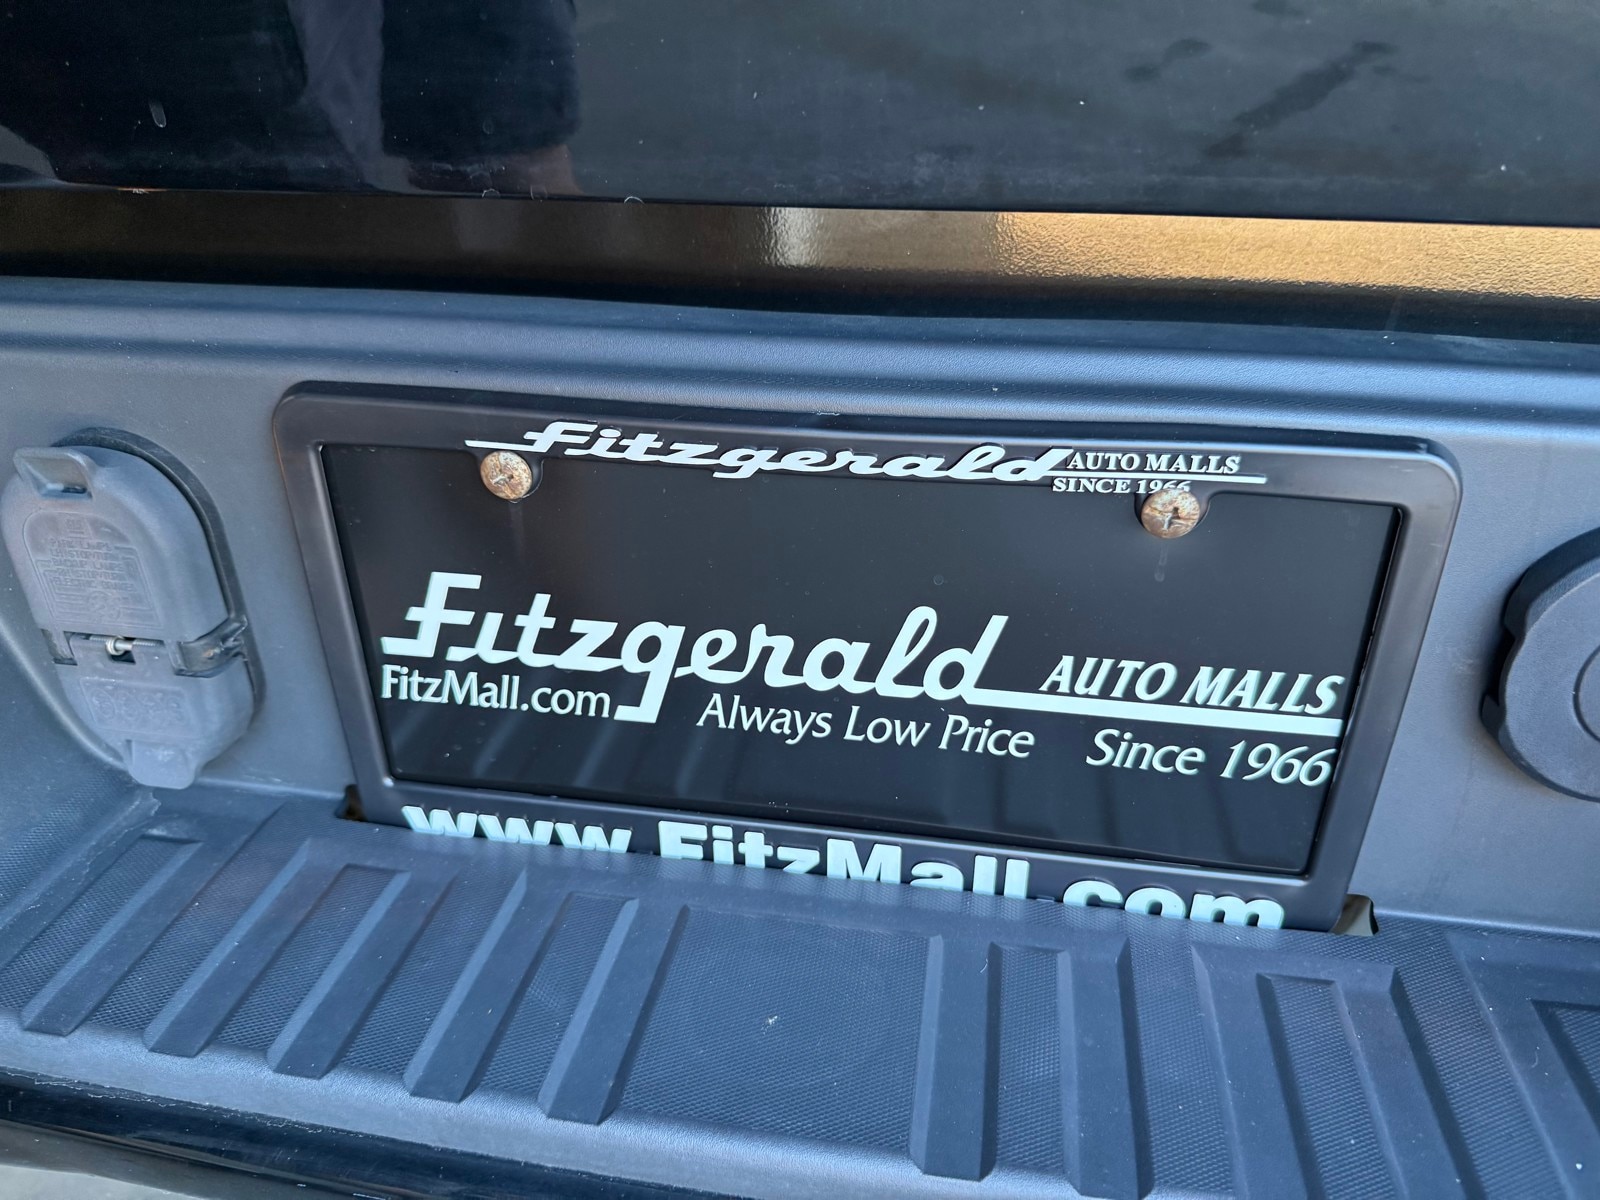 Fitzgerald AUTO MALLS
SINCE 1966
Fitzgerald AUTO MALLS
FitzMall.com Always Low Price Since 1966
www.FitzMall.com